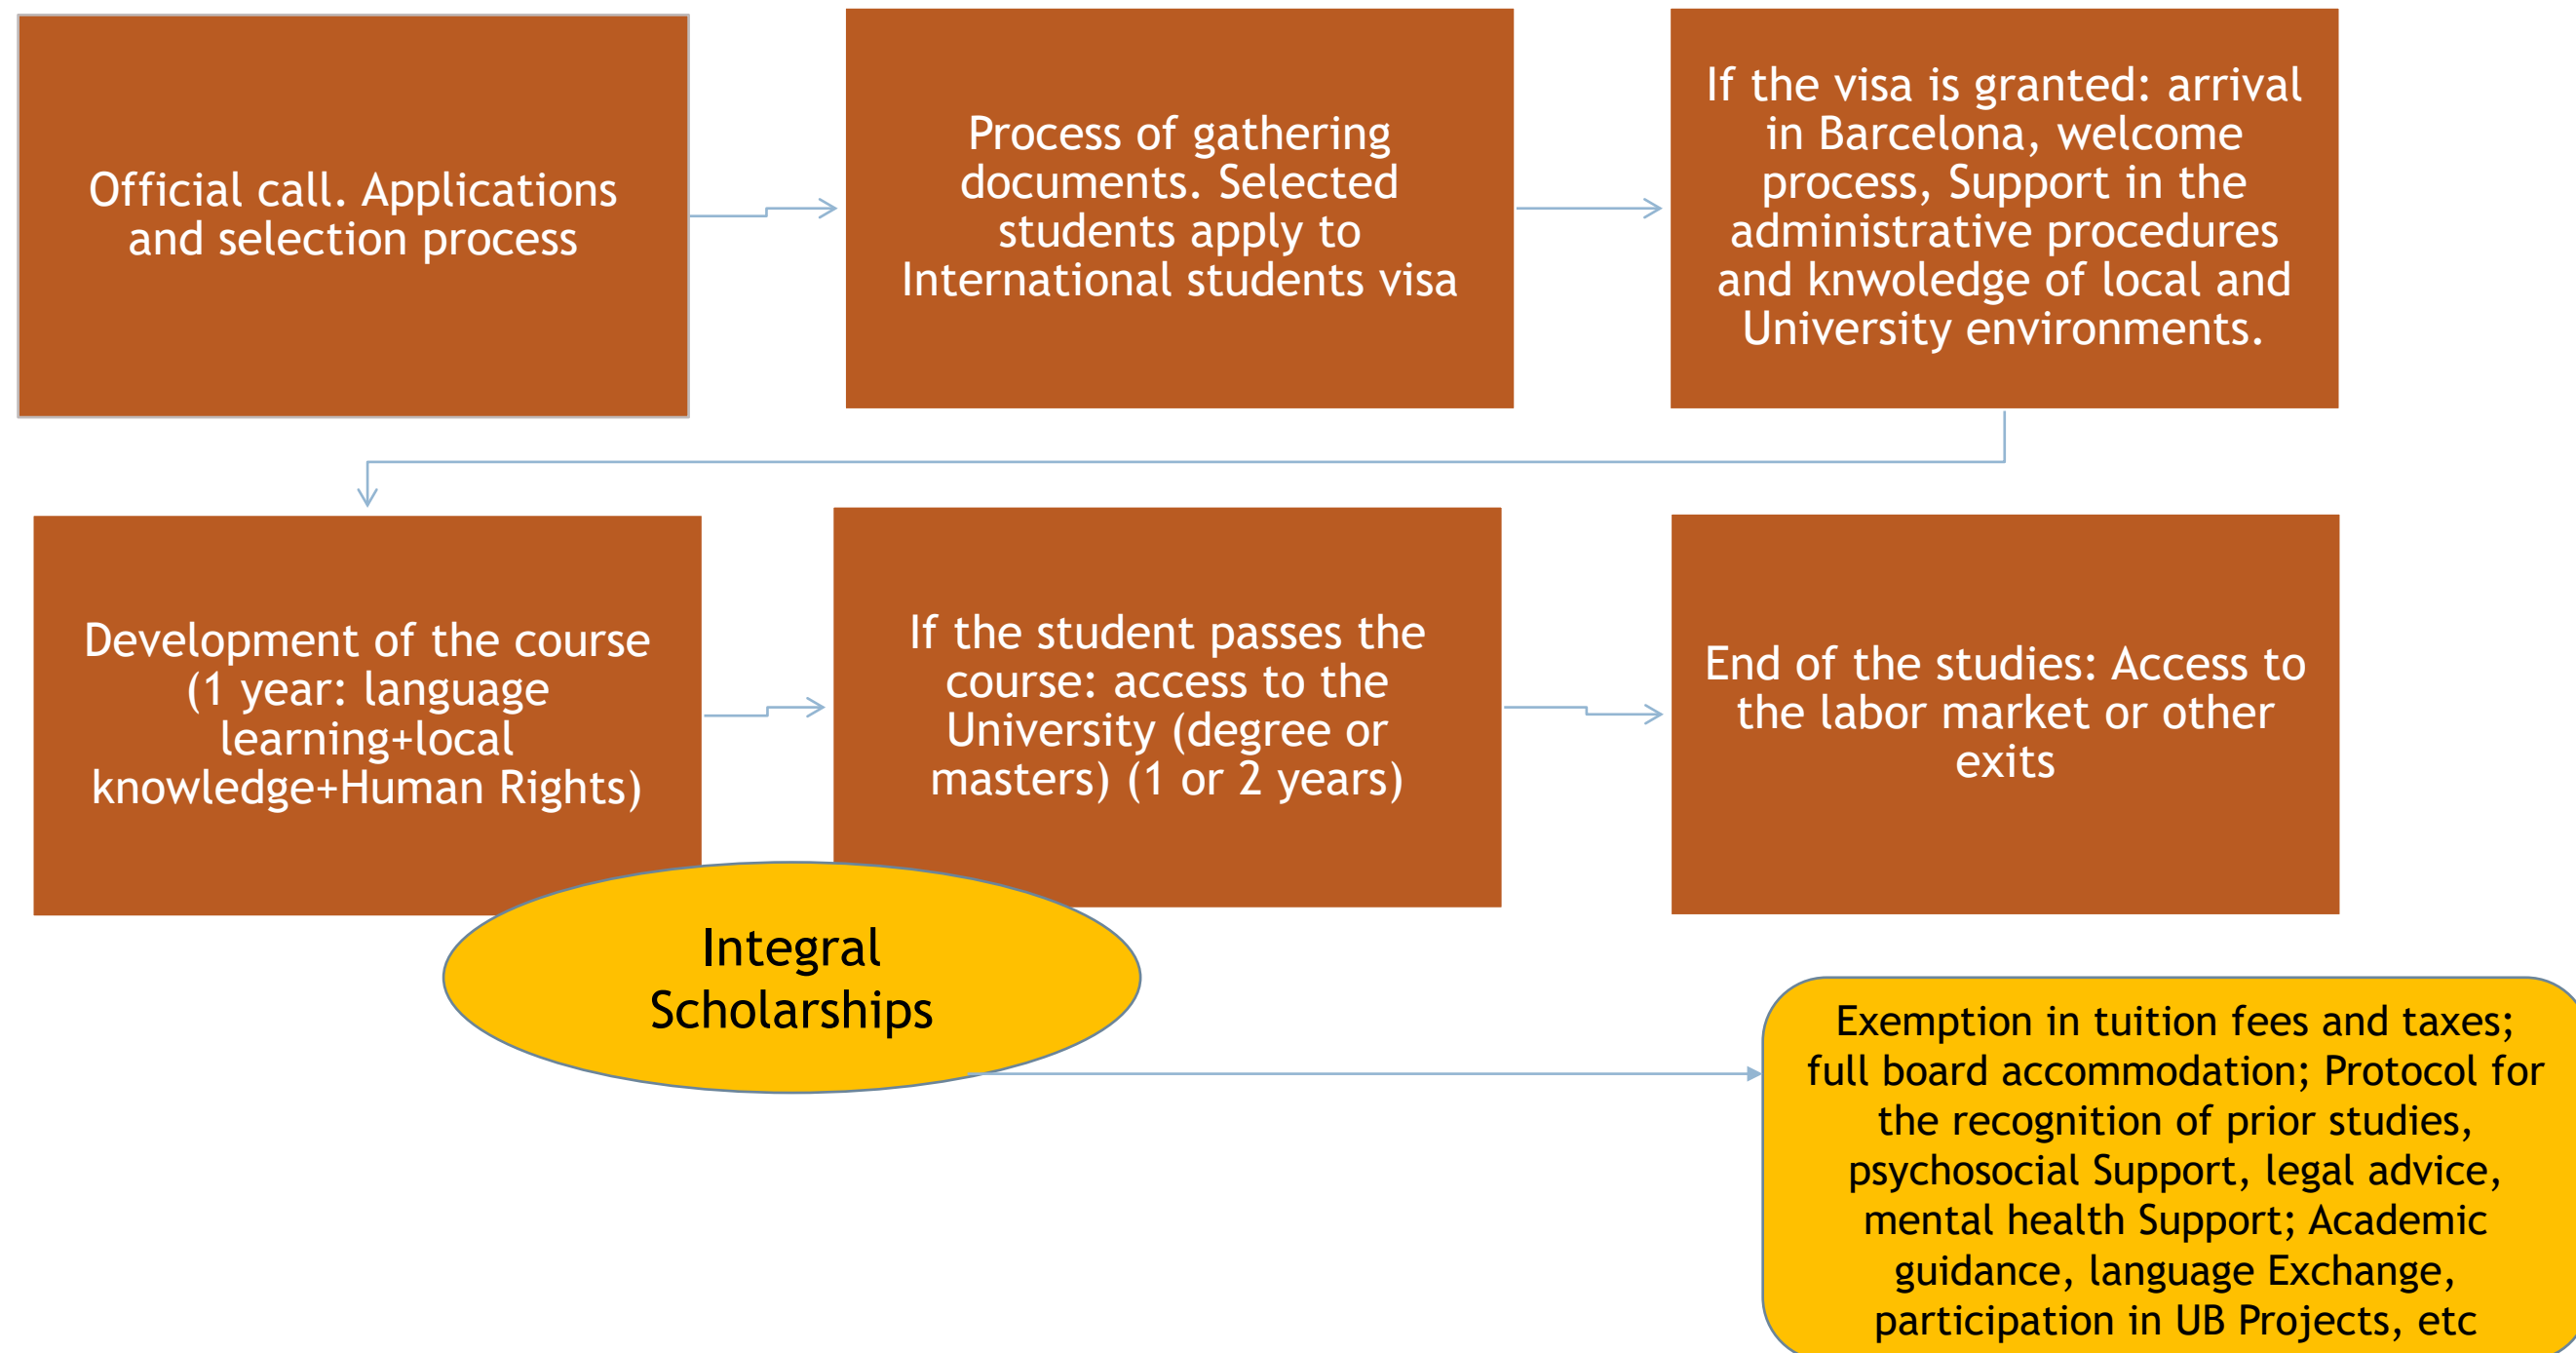 Official call. Applications
and selection process
Process of gathering
documents. Selected
students apply to
International students visa
If the visa is granted: arrival
in Barcelona, welcome
process, Support in the
administrative procedures
and knwoledge of local and
University environments.
Development of the course
(1 year: language
learning+local
knowledge+Human Rights)
If the student passes the
course: access to the
University (degree or
masters) (1 or 2 years)
End of the studies: Access to
the labor market or other
exits
Integral
Scholarships
Exemption in tuition fees and taxes;
full board accommodation; Protocol for
the recognition of prior studies,
psychosocial Support, legal advice,
mental health Support; Academic
guidance, language Exchange,
participation in UB Projects, etc